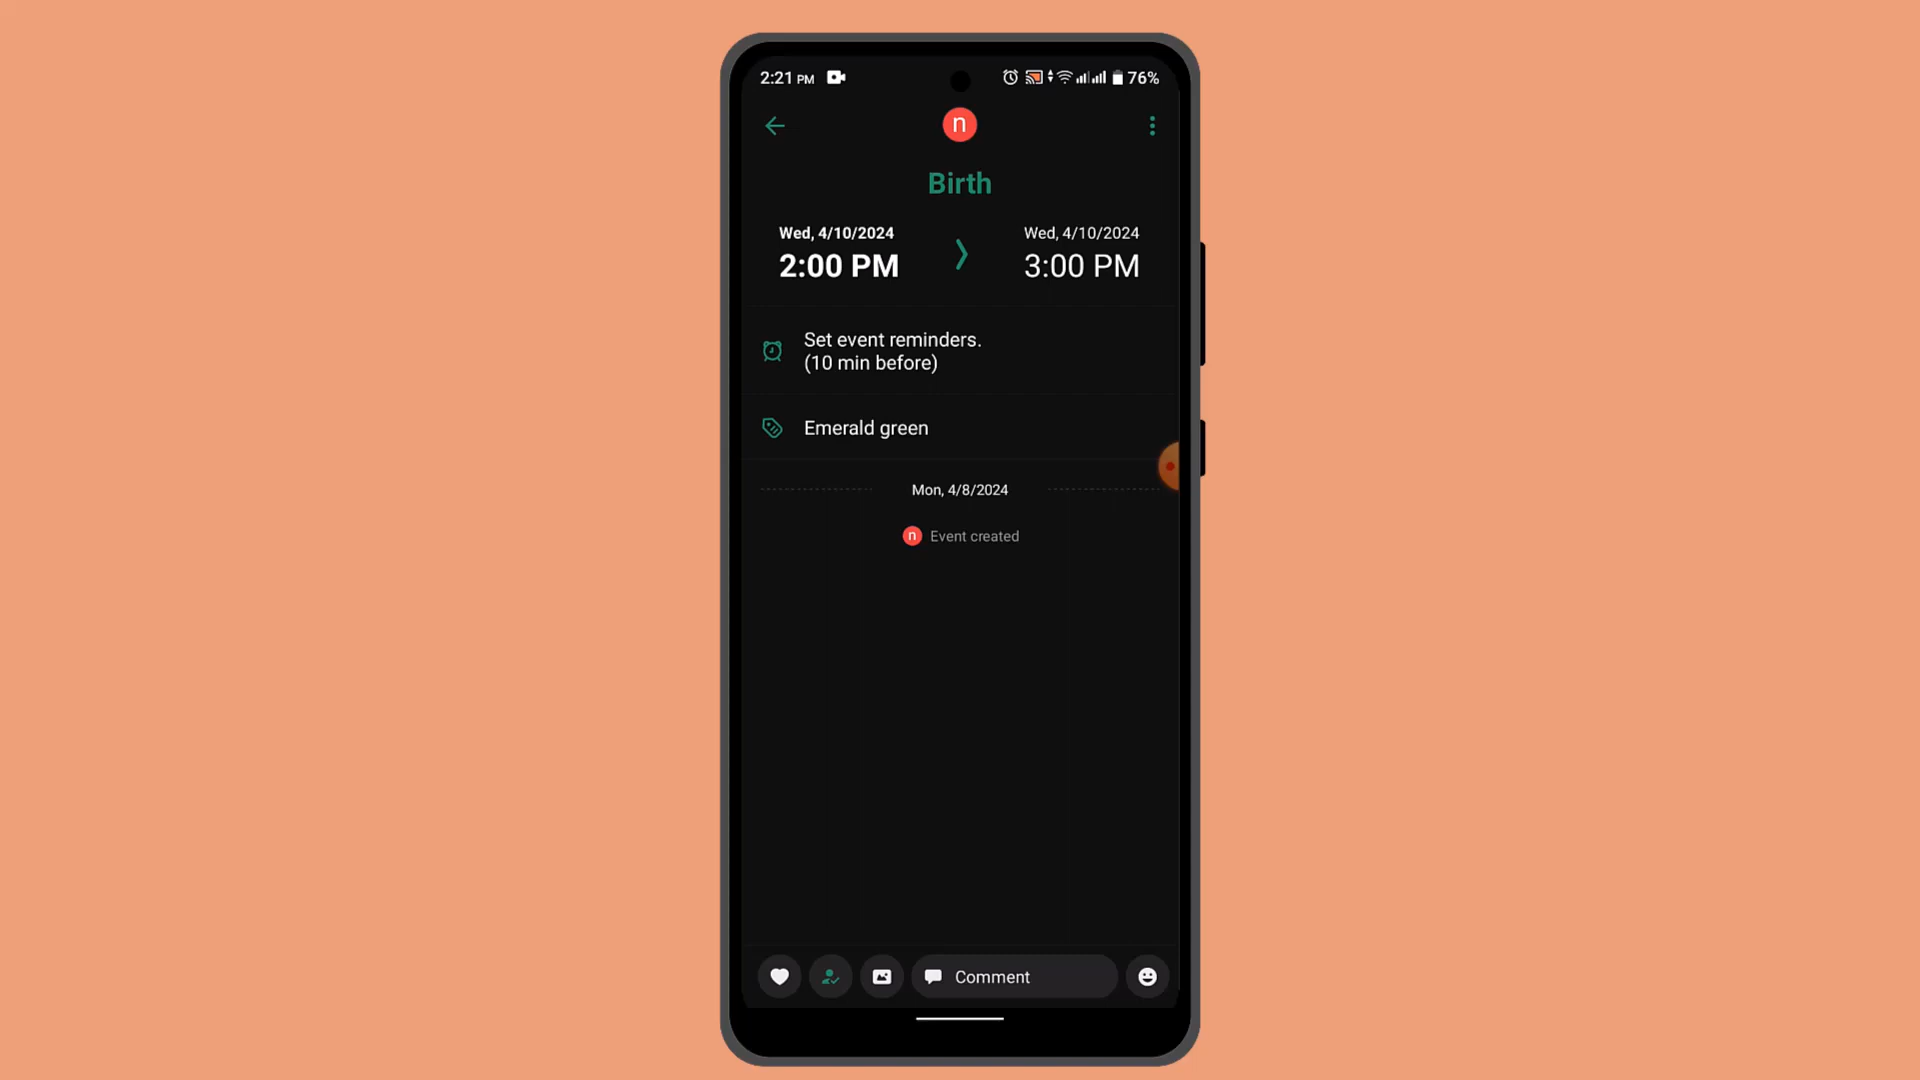 2:21 PM
76%
n
Birth
Wed, 4/10/2024
2:00 PM
Wed, 4/10/2024
3:00 PM
Set event reminders.
(10 min before)
Emerald green
Mon, 4/8/2024
n Event created
Comment